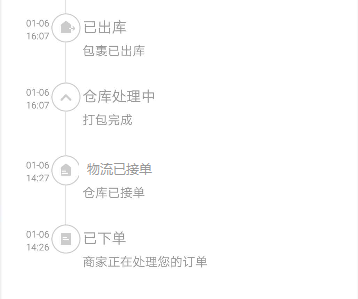 01-06 已出库
16:07 包裹已出库
01-06 仓库处理中
16:07 打包完成
01-06 物流已接单
14:27 仓库已接单
01-06 已下单
14:26 商家正在处理您的订单